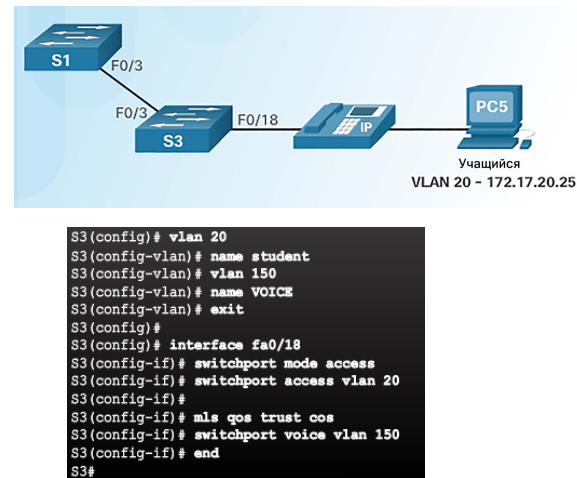 S1
F0/3
F0/3
S3
F0/18
IP
PC5
Учащийся
VLAN 20 - 172.17.20.25
S3(config)# vlan 20
S3(config-vlan)# name student
S3(config-vlan)# vlan 150
S3(config-vlan)# name VOICE
S3(config-vlan)# exit
S3(config)#
S3(config)# interface fa0/18
S3(config-if)# switchport mode access
S3(config-if)# switchport access vlan 20
S3(config-if)#
S3(config-if)# mls qos trust cos
S3(config-if)# switchport voice vlan 150
S3(config-if)# end
S3#